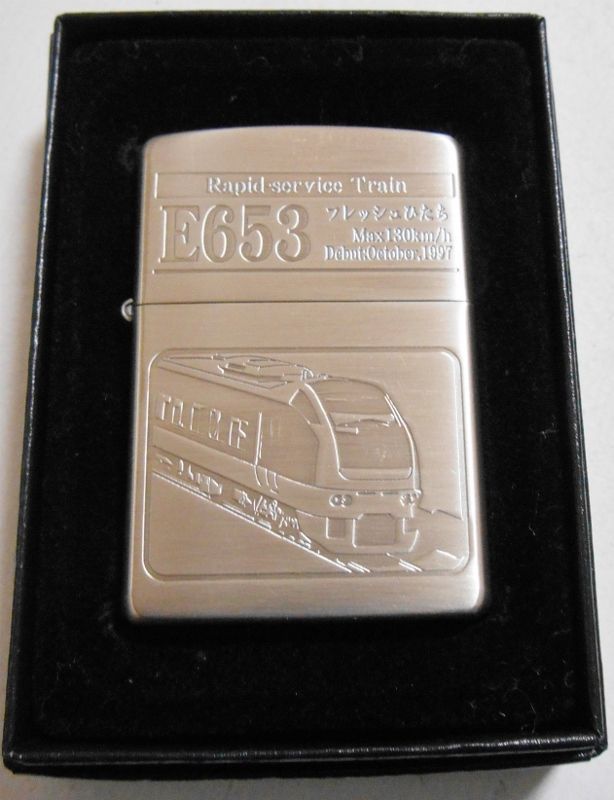 Rapid-service Train
E653
フレッシュひたち
Max130km/h
Debut:October,1997